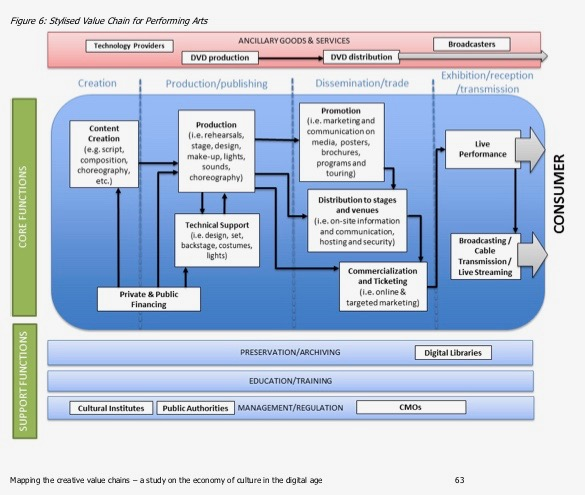 Figure 6: Stylised Value Chain for Performing Arts
ANCILLARY GOODS & SERVICES
Technology Providers
DVD production
DVD distribution
Broadcasters
Creation
Production/publishing
Dissemination/trade
Exhibition/reception
/transmission
CORE FUNCTIONS
Content
Creation
(e.g. script,
composition,
choreography,
etc.)
Production
(i.e. rehearsals,
stage, design,
make-up, lights,
sounds,
choreography)
Technical Support
(i.e. design, set,
backstage, costumes,
lights)
Private & Public
Financing
Promotion
(i.e. marketing and
communication on
media, posters,
brochures,
programs and
touring)
Distribution to stages
and venues
(i.e. on-site information
and communication,
hosting and security)
Commercialization
and Ticketing
(i.e. online &
targeted marketing)
Live
Performance
Broadcasting /
Cable
Transmission /
Live Streaming
CONSUMER
SUPPORT FUNCTIONS
PRESERVATION/ARCHIVING
Digital Libraries
EDUCATION/TRAINING
Cultural Institutes
Public Authorities
MANAGEMENT/REGULATION
CMOs
Mapping the creative value chains – a study on the economy of culture in the digital age
63